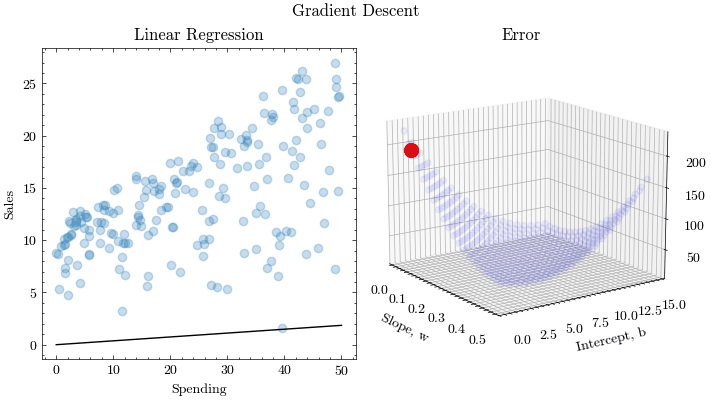 Gradient Descent
Linear Regression
Error
25
20
15
10
5
0
Sales
0 10 20 30 40 50
Spending
200
150
100
50
0.0 0.1 0.2 0.3 0.4 0.5
Slope, w
0.0 2.5 5.0 7.5 10.0 12.5 15.0
Intercept, b